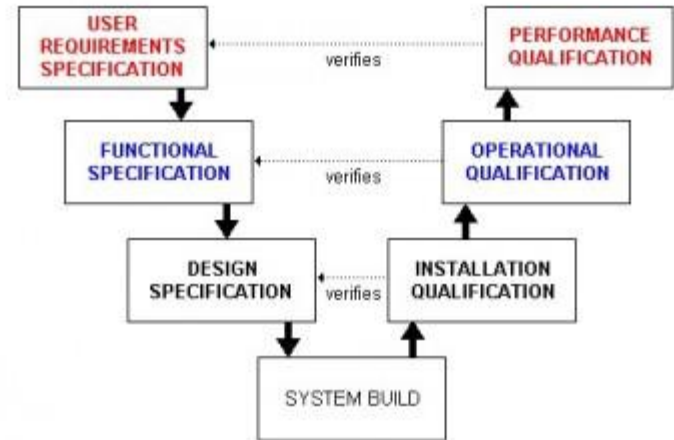 USER
REQUIREMENTS
SPECIFICATION
verifies
PERFORMANCE
QUALIFICATION
FUNCTIONAL
SPECIFICATION
verifies
OPERATIONAL
QUALIFICATION
DESIGN
SPECIFICATION
verifies
INSTALLATION
QUALIFICATION
SYSTEM BUILD